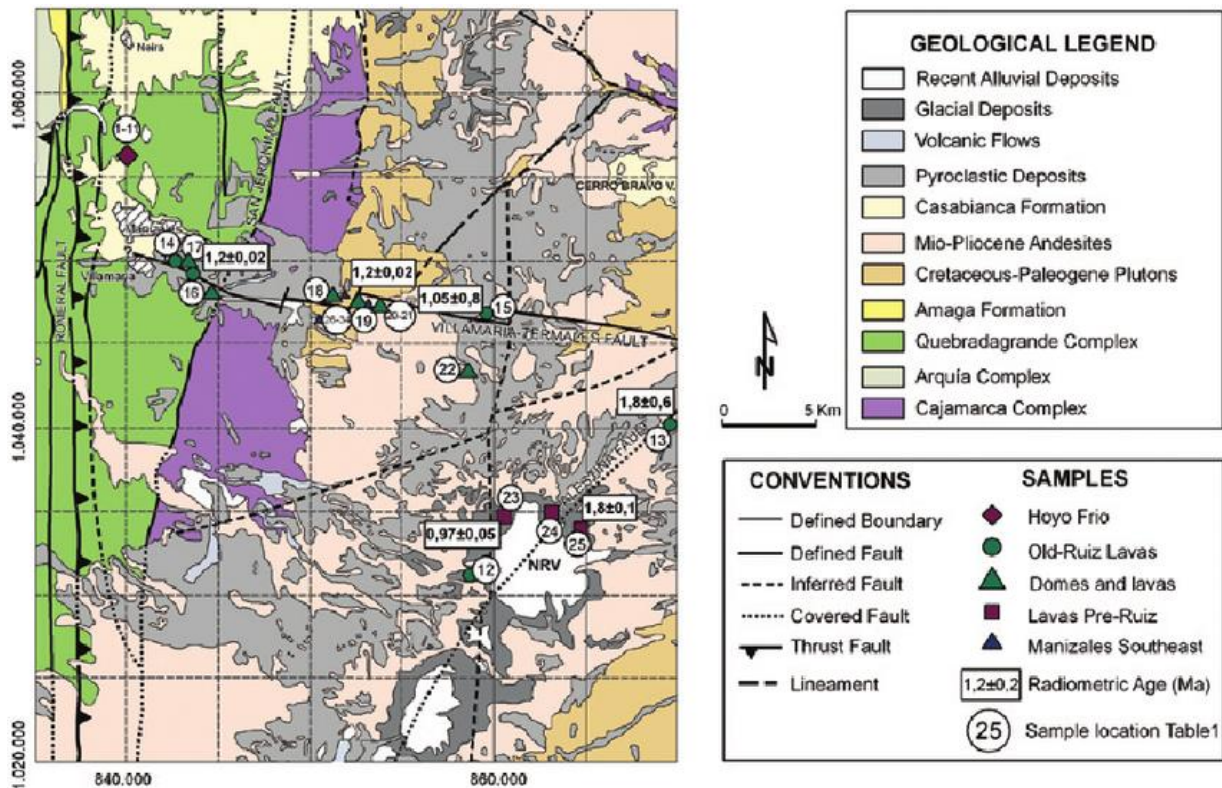 1.060.000
1.040.000
1.020.000
840.000
860.000
Neira
1-11
SAN JERONIMO FAULT
ROMERAL FAULT
CERRO BRAVO V.
14
17
1,2±0,02
Villamaria
16
18
1,2±0,02
26-34
19
20-21
1,05±0,8
15
VILLAMARIA-TERMALES FAULT
22
1,8±0,6
13
23
24
1,8±0,1
25
0,97±0,05
NRV
12
N
0 5 Km
GEOLOGICAL LEGEND
Recent Alluvial Deposits
Glacial Deposits
Volcanic Flows
Pyroclastic Deposits
Casabianca Formation
Mio-Pliocene Andesites
Cretaceous-Paleogene Plutons
Amaga Formation
Quebradagrande Complex
Arquía Complex
Cajamarca Complex
CONVENTIONS
Defined Boundary
Defined Fault
Inferred Fault
Covered Fault
Thrust Fault
Lineament
SAMPLES
Hoyo Frio
Old-Ruiz Lavas
Domes and lavas
Lavas Pre-Ruiz
Manizales Southeast
1,2±0,2 Radiometric Age (Ma)
25 Sample location Table1